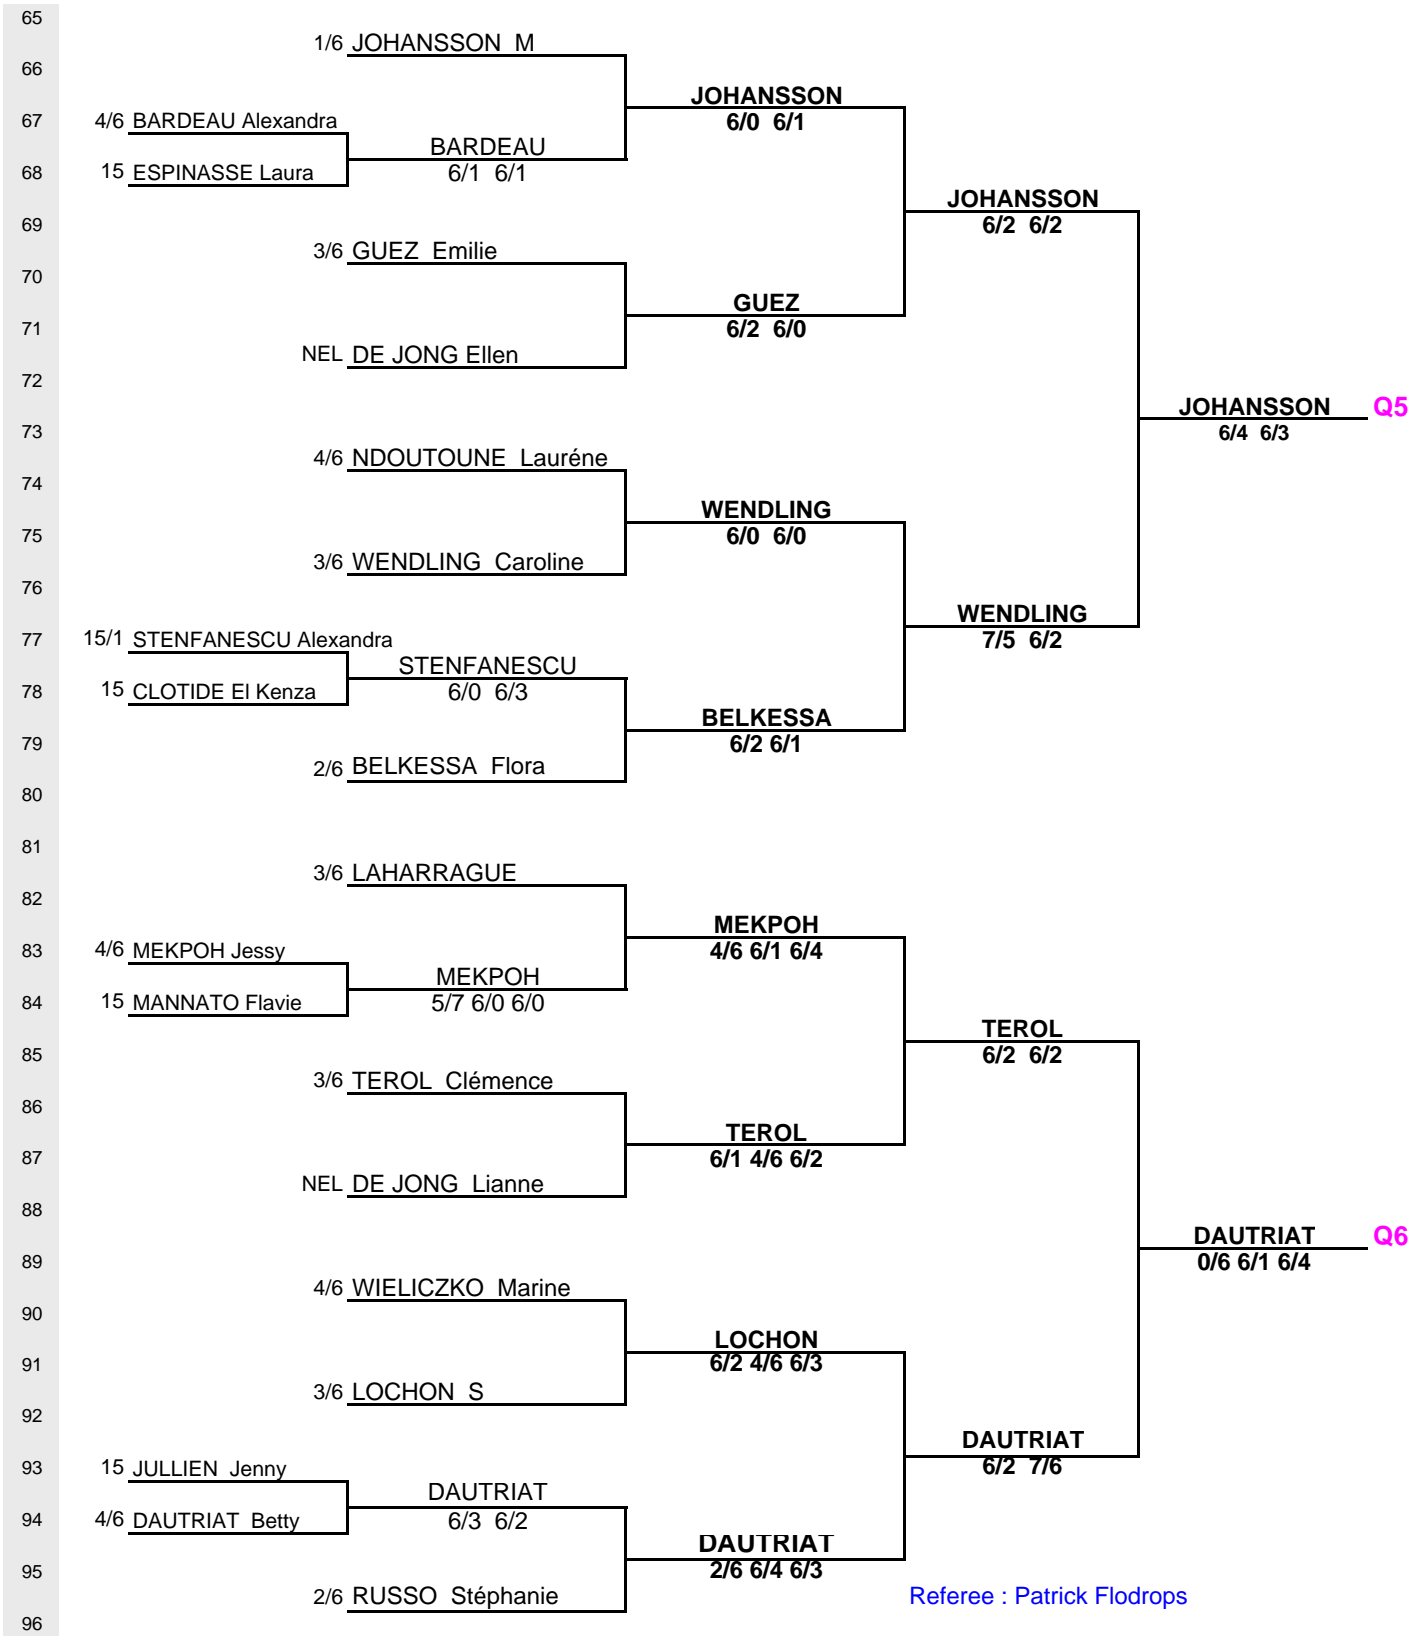 65
1/6 JOHANSSON M
66
JOHANSSON
67 4/6 BARDEAU Alexandra 6/0 6/1
BARDEAU
68 15 ESPINASSE Laura 6/1 6/1
JOHANSSON
69 6/2 6/2
3/6 GUEZ Emilie
70
GUEZ
71 6/2 6/0
NEL DE JONG Ellen
72
JOHANSSON Q5
73 6/4 6/3
4/6 NDOUTOUNE Lauréne
74
WENDLING
75 6/0 6/0
3/6 WENDLING Caroline
76
WENDLING
77 15/1 STENFANESCU Alexandra 7/5 6/2
STENFANESCU
78 15 CLOTIDE El Kenza 6/0 6/3
BELKESSA
79 6/2 6/1
2/6 BELKESSA Flora
80
81
3/6 LAHARRAGUE
82
MEKPOH
83 4/6 MEKPOH Jessy 4/6 6/1 6/4
MEKPOH
84 15 MANNATO Flavie 5/7 6/0 6/0
TEROL
85 6/2 6/2
3/6 TEROL Clémence
86
TEROL
87 6/1 4/6 6/2
NEL DE JONG Lianne
88
DAUTRIAT Q6
89 0/6 6/1 6/4
4/6 WIELICZKO Marine
90
LOCHON
91 6/2 4/6 6/3
3/6 LOCHON S
92
DAUTRIAT
93 15 JULLIEN Jenny 6/2 7/6
DAUTRIAT
94 4/6 DAUTRIAT Betty 6/3 6/2
DAUTRIAT
95 2/6 6/4 6/3
2/6 RUSSO Stéphanie Referee : Patrick Flodrops
96